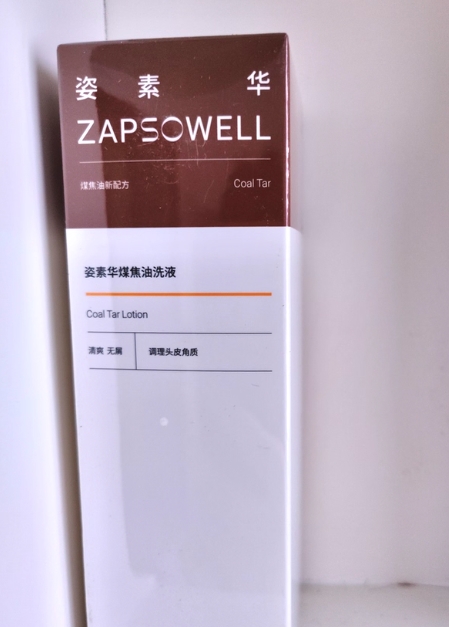 姿素华
ZAPSOWELL
煤焦油新配方 Coal Tar
姿素华煤焦油洗液
Coal Tar Lotion
清爽 无屑 调理头皮角质